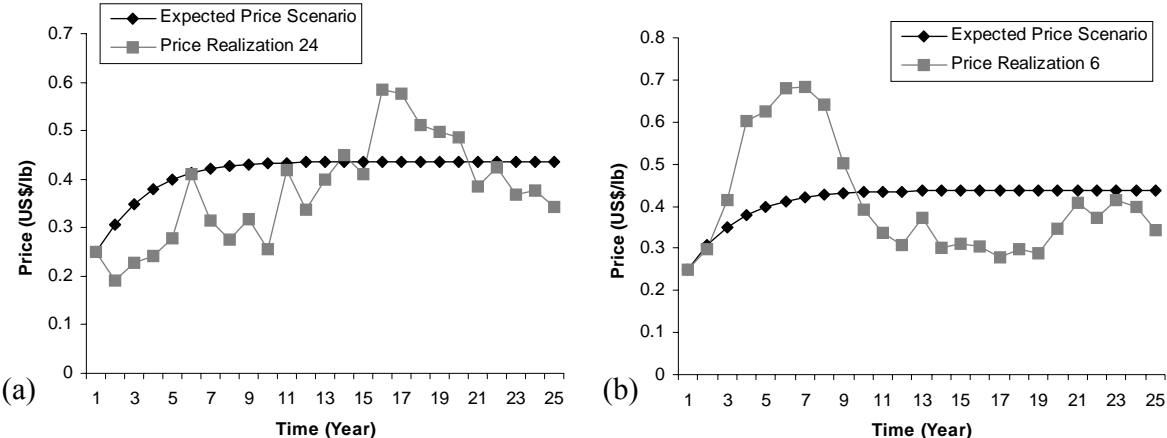 Expected Price Scenario
Price Realization 24
0.7
0.6
0.5
0.4
0.3
0.2
0.1
0
Price (US$/lb)
1 3 5 7 9 11 13 15 17 19 21 23 25
Time (Year)
(a)
Expected Price Scenario
Price Realization 6
0.8
0.7
0.6
0.5
0.4
0.3
0.2
0.1
0
Price (US$/lb)
1 3 5 7 9 11 13 15 17 19 21 23 25
Time (Year)
(b)